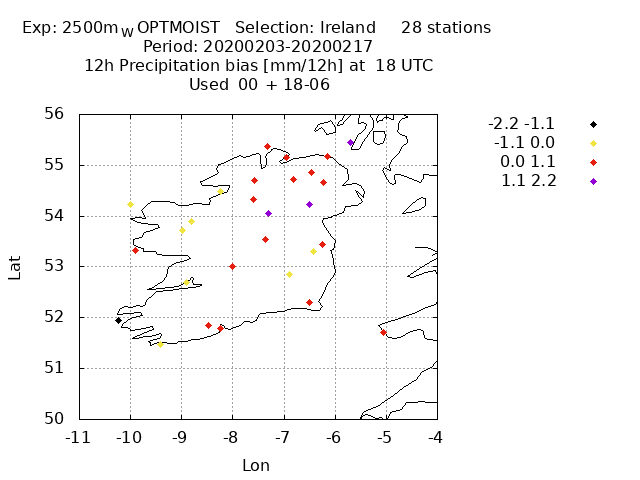 Exp: 2500m_W OPTMOIST Selection: Ireland 28 stations
Period: 20200203-20200217
12h Precipitation bias [mm/12h] at 18 UTC
Used 00 + 18-06
-2.2 -1.1
-1.1 0.0
0.0 1.1
1.1 2.2
56
55
54
53
52
51
50
Lat
-11 -10 -9 -8 -7 -6 -5 -4
Lon